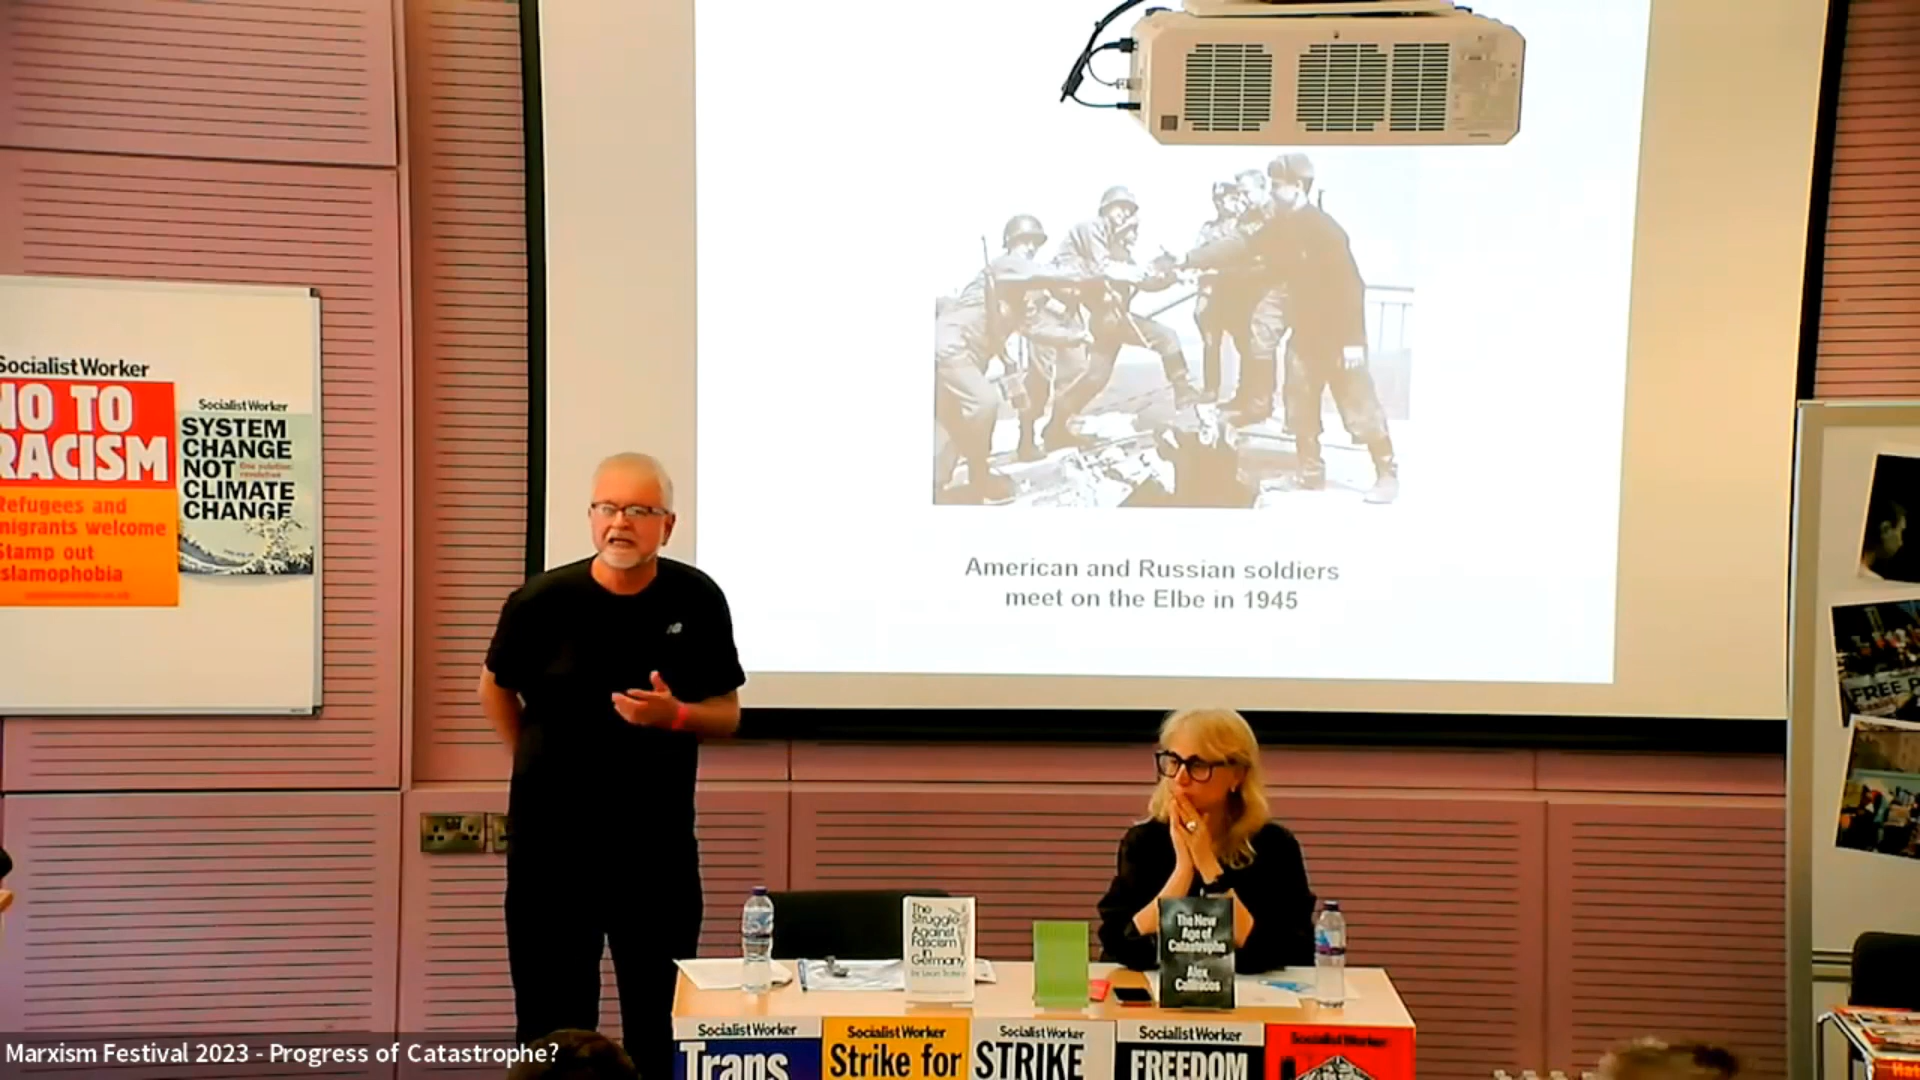 American and Russian soldiers
meet on the Elbe in 1945
Socialist Worker
NO TO
RACISM
Refugees and
migrants welcome
Stamp out
Islamophobia
Socialist Worker
SYSTEM
CHANGE
NOT
CLIMATE
CHANGE
FREE P
The
Struggle
Against
Fascism
in
Germany
The New
Age of
Catastrophe
Alex
Callinicos
Socialist Worker
Trans
Socialist Worker
Strike for
Socialist Worker
STRIKE
Socialist Worker
FREEDOM
Socialist Worker
Marxism Festival 2023 - Progress of Catastrophe?